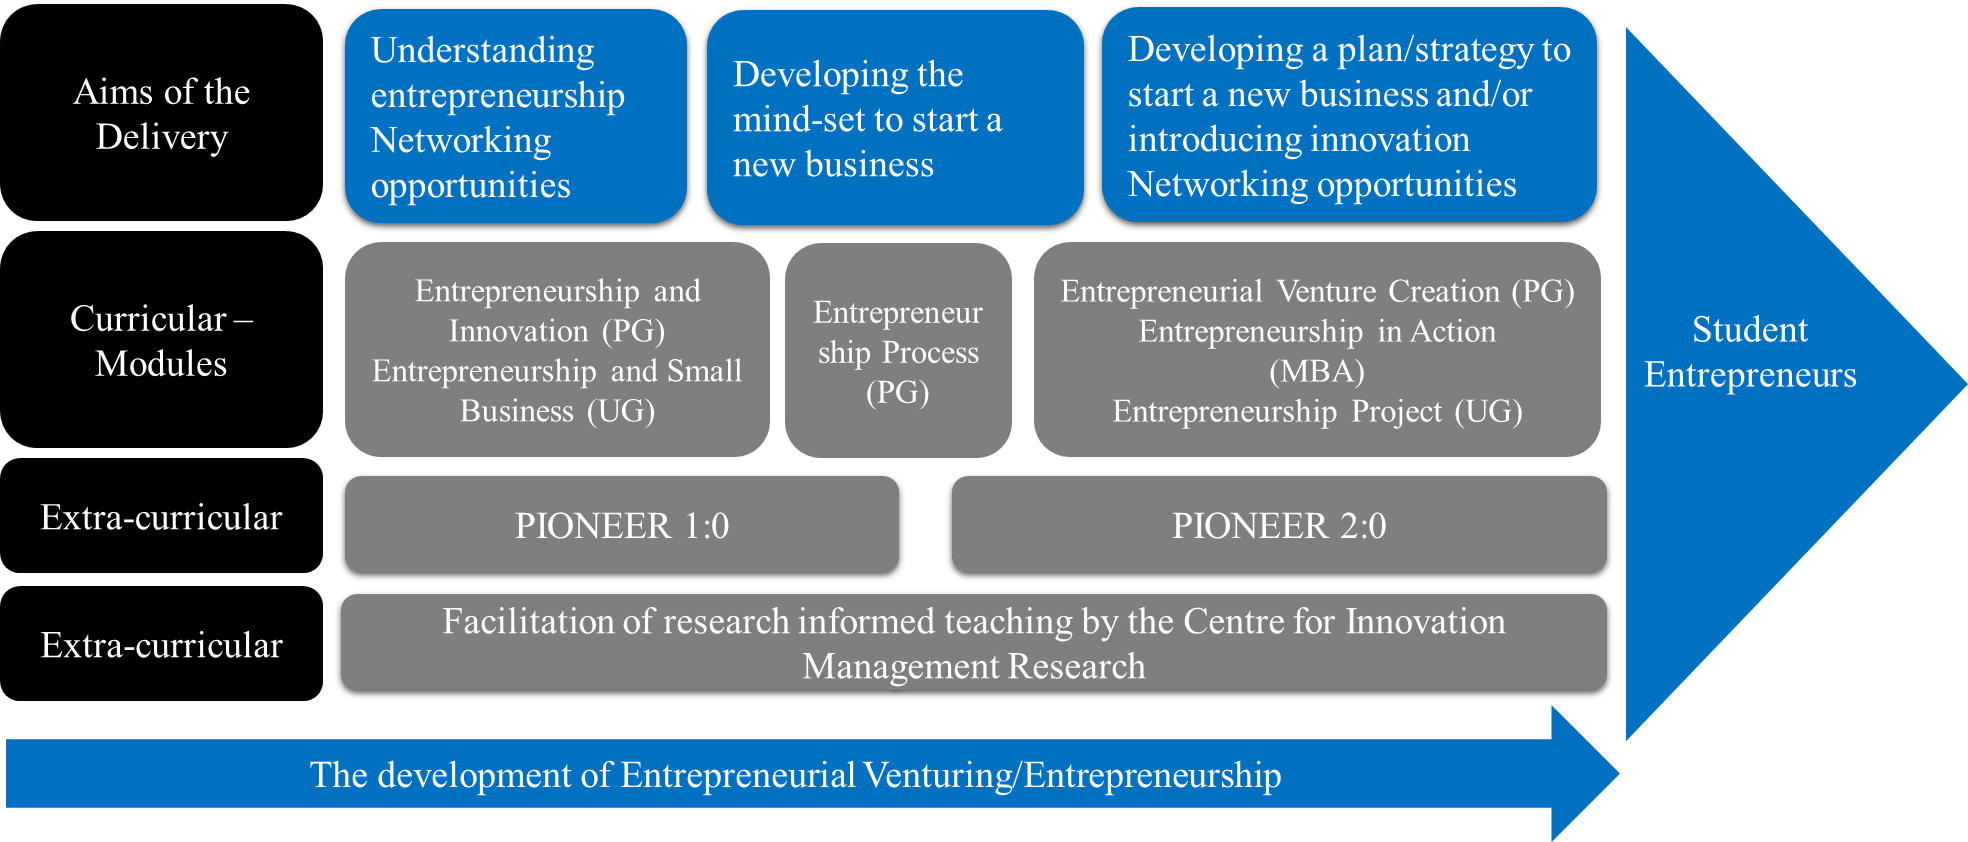 Aims of the
Delivery
Understanding
entrepreneurship
Networking
opportunities
Developing the
mind-set to start a
new business
Developing a plan/strategy to
start a new business and/or
introducing innovation
Networking opportunities
Curricular –
Modules
Entrepreneurship and
Innovation (PG)
Entrepreneurship and Small
Business (UG)
Entrepreneur
ship Process
(PG)
Entrepreneurial Venture Creation (PG)
Entrepreneurship in Action
(MBA)
Entrepreneurship Project (UG)
Student
Entrepreneurs
Extra-curricular
PIONEER 1:0
PIONEER 2:0
Extra-curricular
Facilitation of research informed teaching by the Centre for Innovation
Management Research
The development of Entrepreneurial Venturing/Entrepreneurship